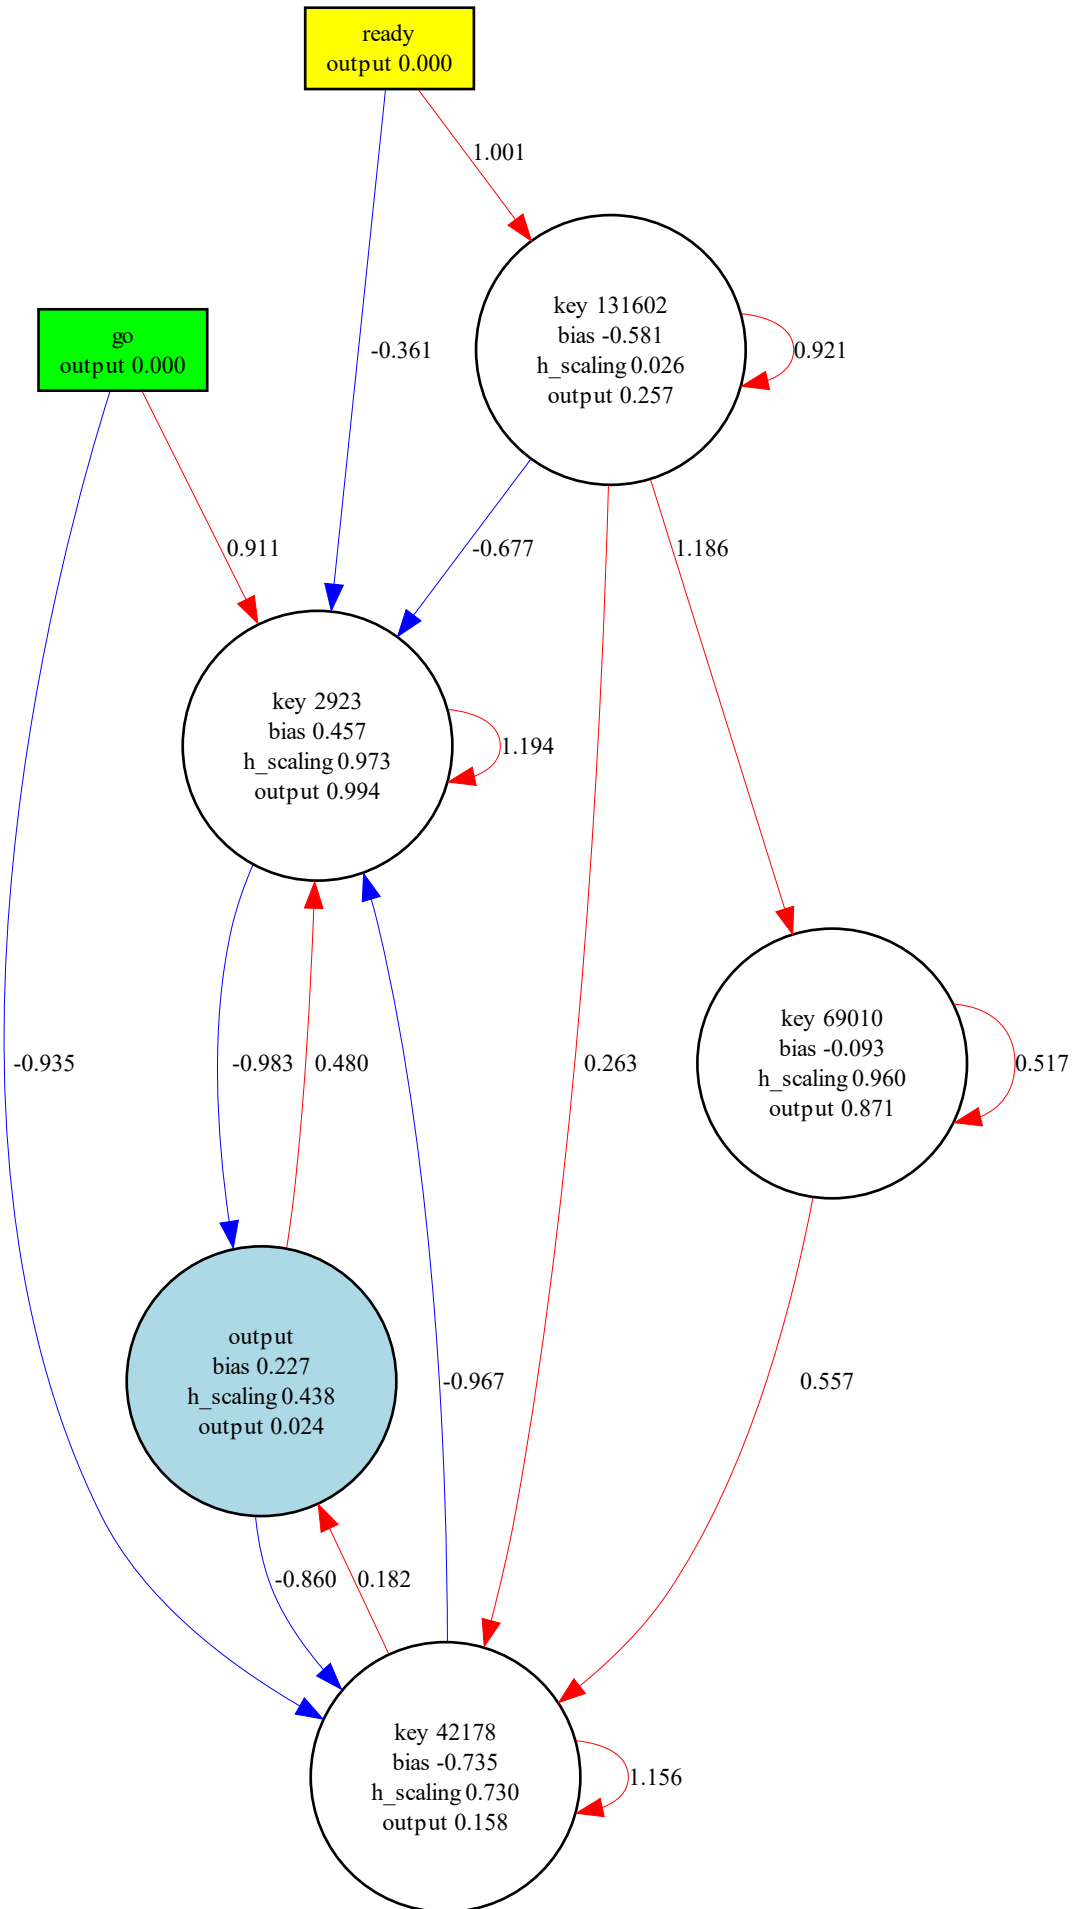 ready
output 0.000
1.001
key 131602
bias -0.581
h_scaling 0.026
output 0.257
0.921
go
output 0.000
-0.361
0.911
-0.677
1.186
key 2923
bias 0.457
h_scaling 0.973
output 0.994
1.194
key 69010
bias -0.093
h_scaling 0.960
output 0.871
0.517
-0.935
-0.983
0.480
0.263
output
bias 0.227
h_scaling 0.438
output 0.024
-0.967
0.557
-0.860
0.182
key 42178
bias -0.735
h_scaling 0.730
output 0.158
1.156